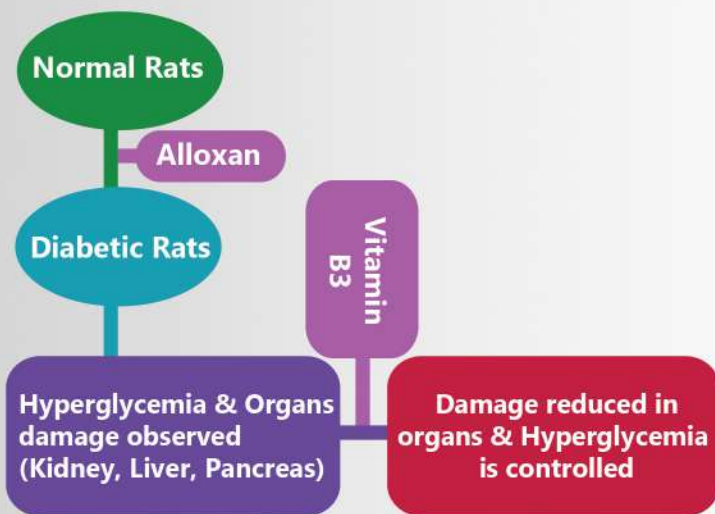 Normal Rats
Alloxan
Diabetic Rats
Vitamin
B3
Hyperglycemia & Organs
damage observed
(Kidney, Liver, Pancreas)
Damage reduced in
organs & Hyperglycemia
is controlled